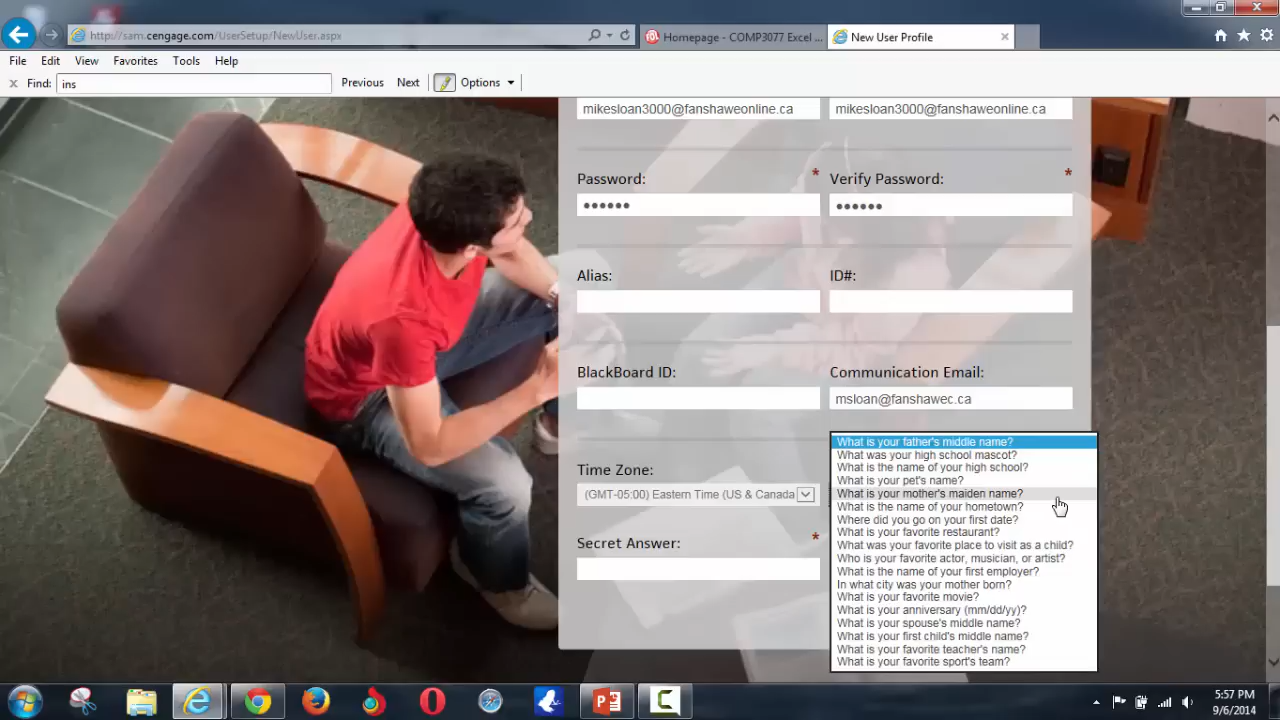 http://sam.cengage.com/UserSetup/NewUser.aspx
Homepage - COMP3077 Excel ...
New User Profile
File Edit View Favorites Tools Help
Find: ins Previous Next Options
mikesloan3000@fanshaweonline.ca mikesloan3000@fanshaweonline.ca
Password: * Verify Password: *
•••••• ••••••
Alias: ID#:
BlackBoard ID: Communication Email:
msloan@fanshawec.ca
Time Zone:
(GMT-05:00) Eastern Time (US & Canada
Secret Answer: *
What is your father's middle name?
What was your high school mascot?
What is the name of your high school?
What is your pet's name?
What is your mother's maiden name?
What is the name of your hometown?
Where did you go on your first date?
What is your favorite restaurant?
What was your favorite place to visit as a child?
Who is your favorite actor, musician, or artist?
What is the name of your first employer?
In what city was your mother born?
What is your favorite movie?
What is your anniversary (mm/dd/yy)?
What is your spouse's middle name?
What is your first child's middle name?
What is your favorite teacher's name?
What is your favorite sport's team?
5:57 PM
9/6/2014